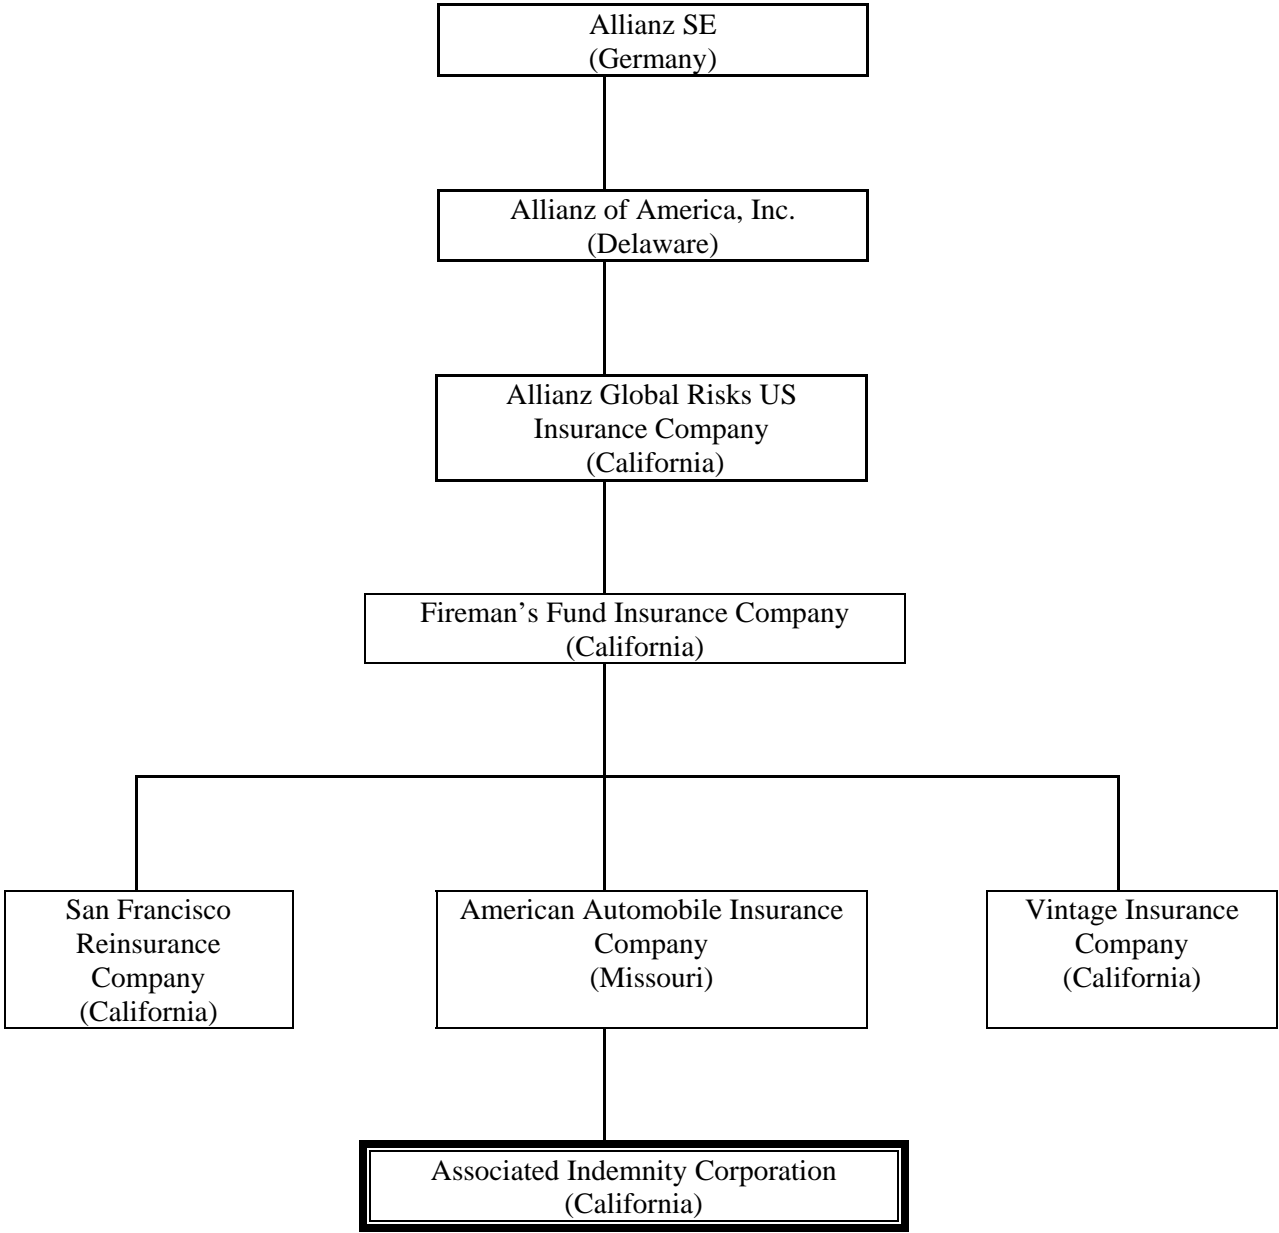 Allianz SE
(Germany)
Allianz of America, Inc.
(Delaware)
Allianz Global Risks US
Insurance Company
(California)
Fireman’s Fund Insurance Company
(California)
San Francisco
Reinsurance
Company
(California)
American Automobile Insurance
Company
(Missouri)
Vintage Insurance
Company
(California)
Associated Indemnity Corporation
(California)